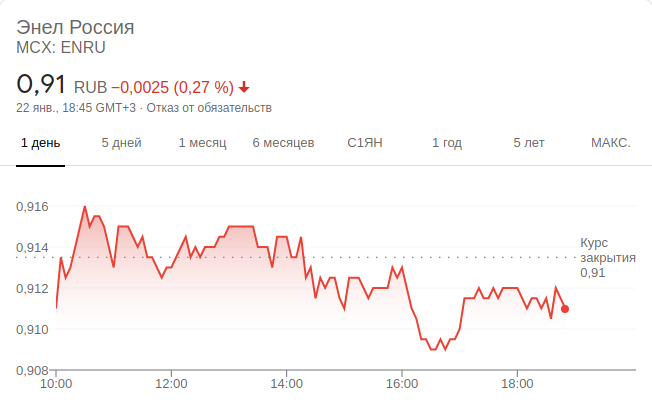 Энел Россия
MCX: ENRU
0,91 RUB −0,0025 (0,27 %)
22 янв., 18:45 GMT+3 · Отказ от обязательств
1 день 5 дней 1 месяц 6 месяцев С1ЯН 1 год 5 лет МАКС.
0,916
0,914
0,912
0,910
0,908
Курс
закрытия
0,91
10:00 12:00 14:00 16:00 18:00